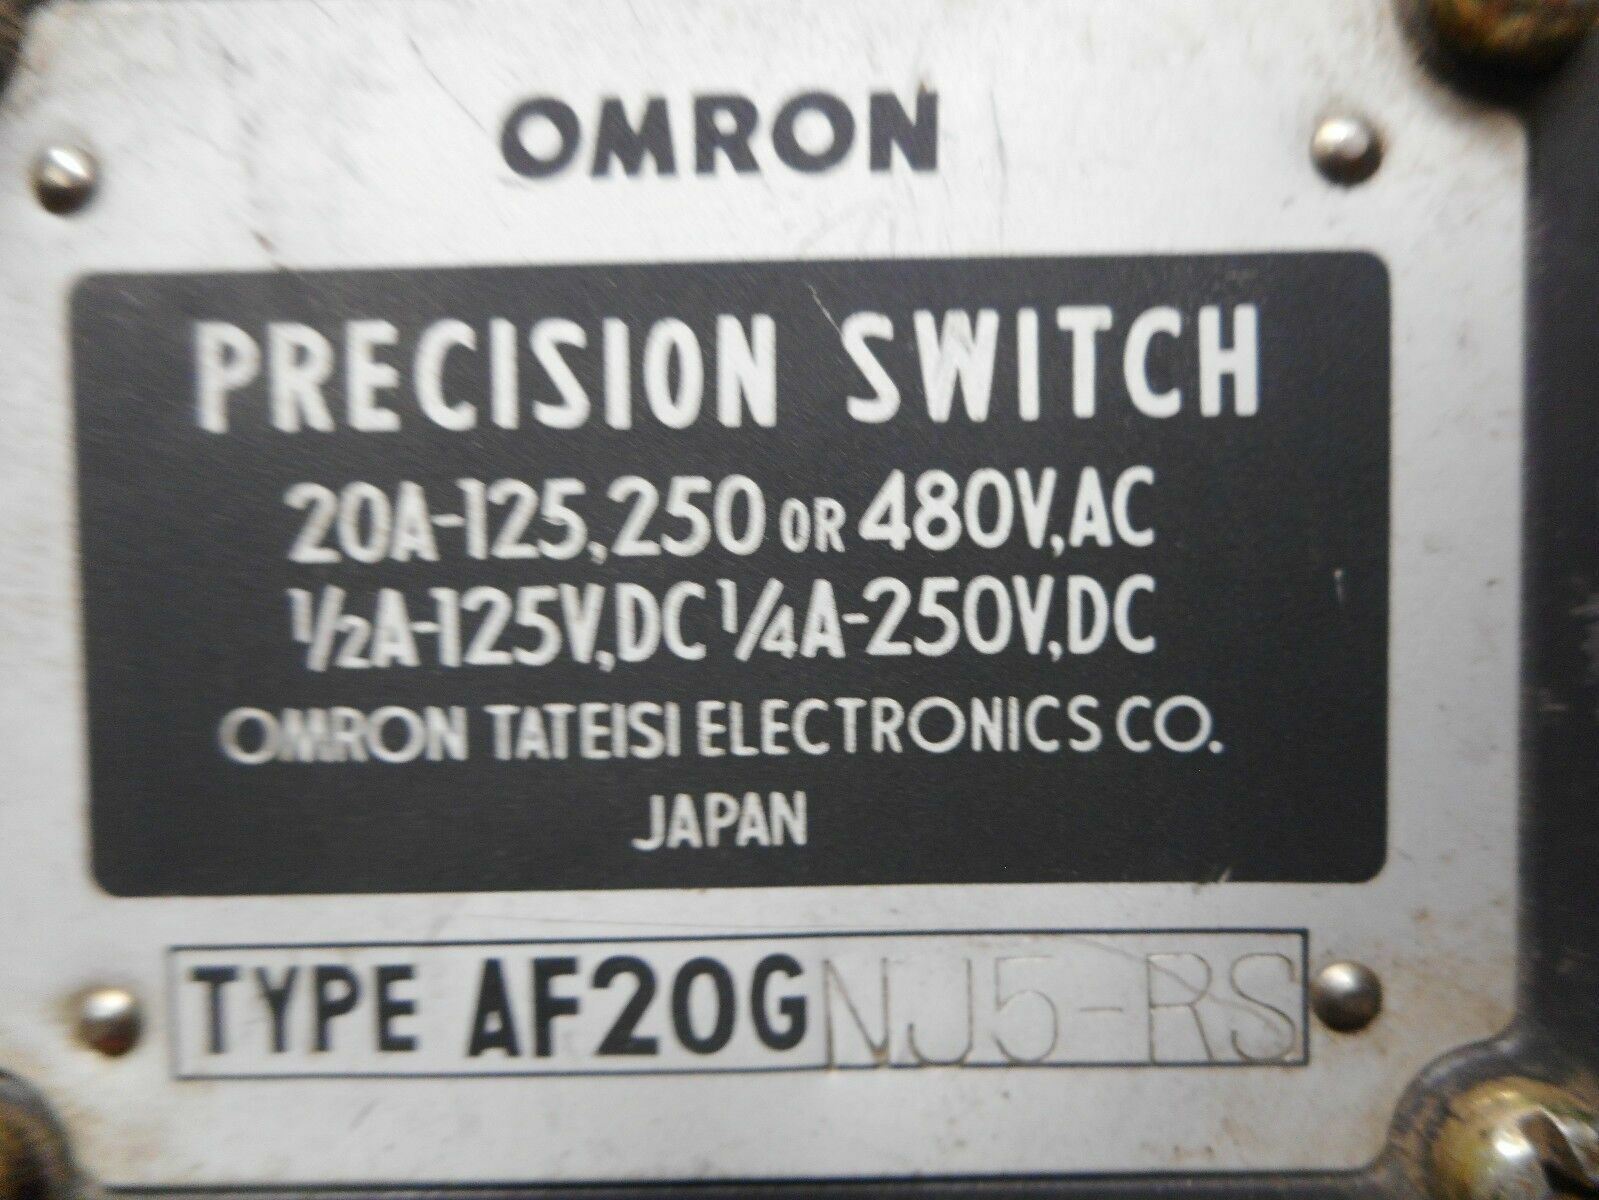 OMRON
PRECISION SWITCH
20A-125,250 OR 480V,AC
1/2A-125V,DC 1/4A-250V,DC
OMRON TATEISI ELECTRONICS CO.
JAPAN
TYPE AF20GNJ5-RS